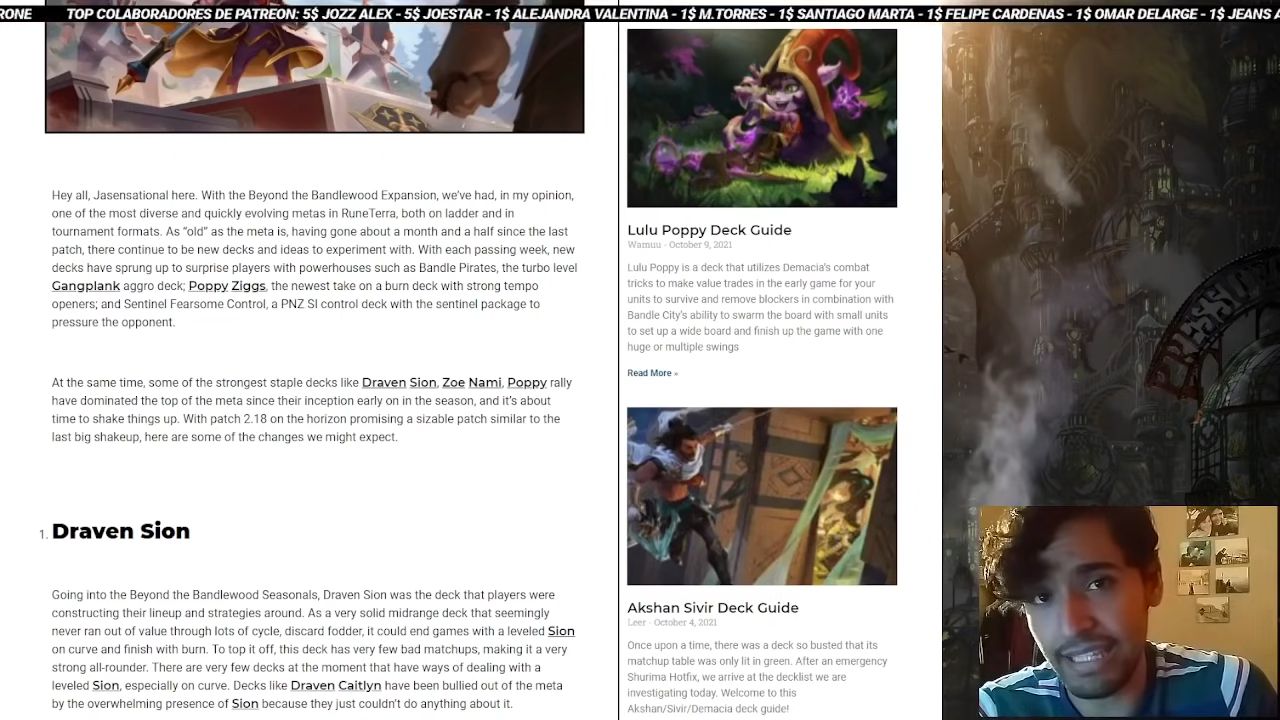 RONE TOP COLABORADORES DE PATREON: 5$ JOZZ ALEX - 5$ JOESTAR - 1$ ALEJANDRA VALENTINA - 1$ M.TORRES - 1$ SANTIAGO MARTA - 1$ FELIPE CARDENAS - 1$ OMAR DELARGE - 1$ JEANS A
Hey all, Jasensational here. With the Beyond the Bandlewood Expansion, we’ve had, in my opinion,
one of the most diverse and quickly evolving metas in RuneTerra, both on ladder and in
tournament formats. As “old” as the meta is, having gone about a month and a half since the last
patch, there continue to be new decks and ideas to experiment with. With each passing week, new
decks have sprung up to surprise players with powerhouses such as Bandle Pirates, the turbo level
Gangplank aggro deck; Poppy Ziggs, the newest take on a burn deck with strong tempo
openers; and Sentinel Fearsome Control, a PNZ SI control deck with the sentinel package to
pressure the opponent.
At the same time, some of the strongest staple decks like Draven Sion, Zoe Nami, Poppy rally
have dominated the top of the meta since their inception early on in the season, and it’s about
time to shake things up. With patch 2.18 on the horizon promising a sizable patch similar to the
last big shakeup, here are some of the changes we might expect.
1. Draven Sion
Going into the Beyond the Bandlewood Seasonals, Draven Sion was the deck that players were
constructing their lineup and strategies around. As a very solid midrange deck that seemingly
never ran out of value through lots of cycle, discard fodder, it could end games with a leveled Sion
on curve and finish with burn. To top it off, this deck has very few bad matchups, making it a very
strong all-rounder. There are very few decks at the moment that have ways of dealing with a
leveled Sion, especially on curve. Decks like Draven Caitlyn have been bullied out of the meta
by the overwhelming presence of Sion because they just couldn’t do anything about it.
Lulu Poppy Deck Guide
Wamuu - October 9, 2021
Lulu Poppy is a deck that utilizes Demacia’s combat
tricks to make value trades in the early game for your
units to survive and remove blockers in combination with
Bandle City’s ability to swarm the board with small units
to set up a wide board and finish up the game with one
huge or multiple swings
Read More »
Akshan Sivir Deck Guide
Leer - October 4, 2021
Once upon a time, there was a deck so busted that its
matchup table was only lit in green. After an emergency
Shurima Hotfix, we arrive at the decklist we are
investigating today. Welcome to this
Akshan/Sivir/Demacia deck guide!